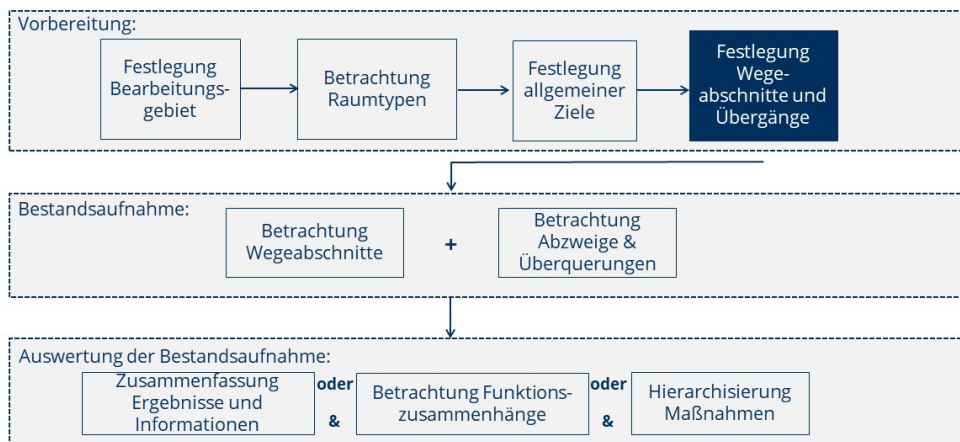 Vorbereitung:
Festlegung
Bearbeitungs-
gebiet
Betrachtung
Raumtypen
Festlegung
allgemeiner
Ziele
Festlegung
Wege-
abschnitte und
Übergänge
Bestandsaufnahme:
Betrachtung
Wegeabschnitte
+
Betrachtung
Abzweige &
Überquerungen
Auswertung der Bestandsaufnahme:
Zusammenfassung
Ergebnisse und
Informationen
oder
&
Betrachtung Funktions-
zusammenhänge
oder
&
Hierarchisierung
Maßnahmen